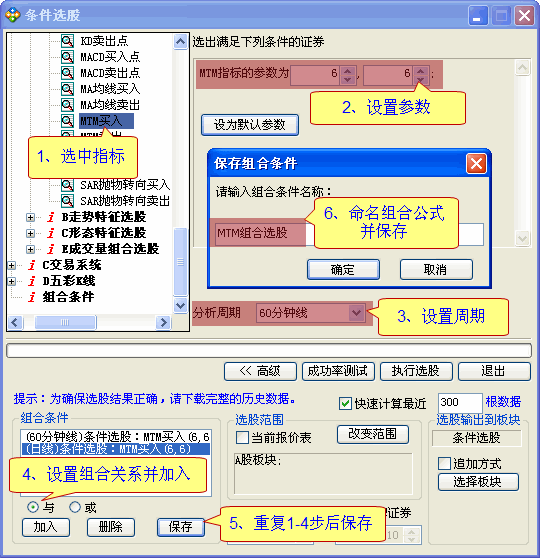 条件选股
KD卖出点
MACD买入点
MACD卖出点
MA均线买入
MA均线卖出
MTM买入
1、选中指标
SAR抛物转向买入
SAR抛物转向卖出
B走势特征选股
C形态特征选股
E成交量组合选股
C交易系统
D五彩K线
组合条件
选出满足下列条件的证券
MTM指标的参数为 6 , 6 ;
2、设置参数
设为默认参数
保存组合条件
请输入组合条件名称：
6、命名组合公式
并保存
MTM组合选股
确定 取消
分析周期 60分钟线
3、设置周期
<< 高级 成功率测试 执行选股 退出
提示：为确保选股结果正确，请下载完整的历史数据。
快速计算最近 300 根数据
组合条件
(60分钟线)条件选股：MTM买入(6,6
(日线)条件选股：MTM买入(6,6)
4、设置组合关系并加入
与 或
加入 删除 保存
5、重复1-4步后保存
选股范围
当前报价表 改变范围
A股板块;
证券
10
选股输出到板块
条件选股
追加方式
选择板块